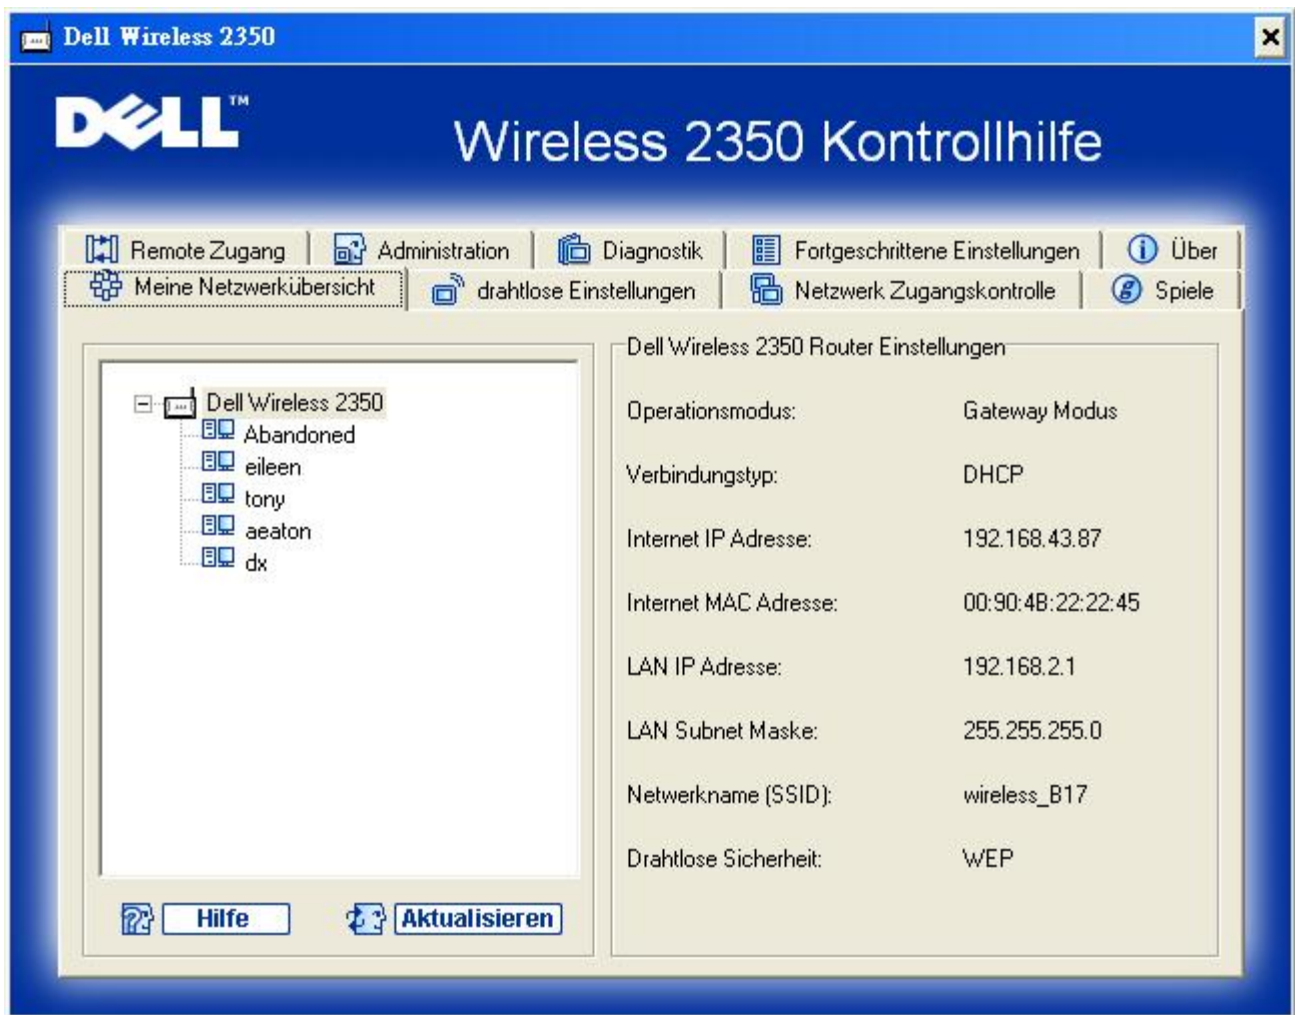 Dell Wireless 2350
DELL™
Wireless 2350 Kontrollhilfe
Remote Zugang
Administration
Diagnostik
Fortgeschrittene Einstellungen
Über
Meine Netzwerkübersicht
drahtlose Einstellungen
Netzwerk Zugangskontrolle
Spiele
Dell Wireless 2350
Abandoned
eileen
tony
aeaton
dx
Hilfe
Aktualisieren
Dell Wireless 2350 Router Einstellungen
Operationsmodus: Gateway Modus
Verbindungstyp: DHCP
Internet IP Adresse: 192.168.43.87
Internet MAC Adresse: 00:90:4B:22:22:45
LAN IP Adresse: 192.168.2.1
LAN Subnet Maske: 255.255.255.0
Netwerkname (SSID): wireless_B17
Drahtlose Sicherheit: WEP